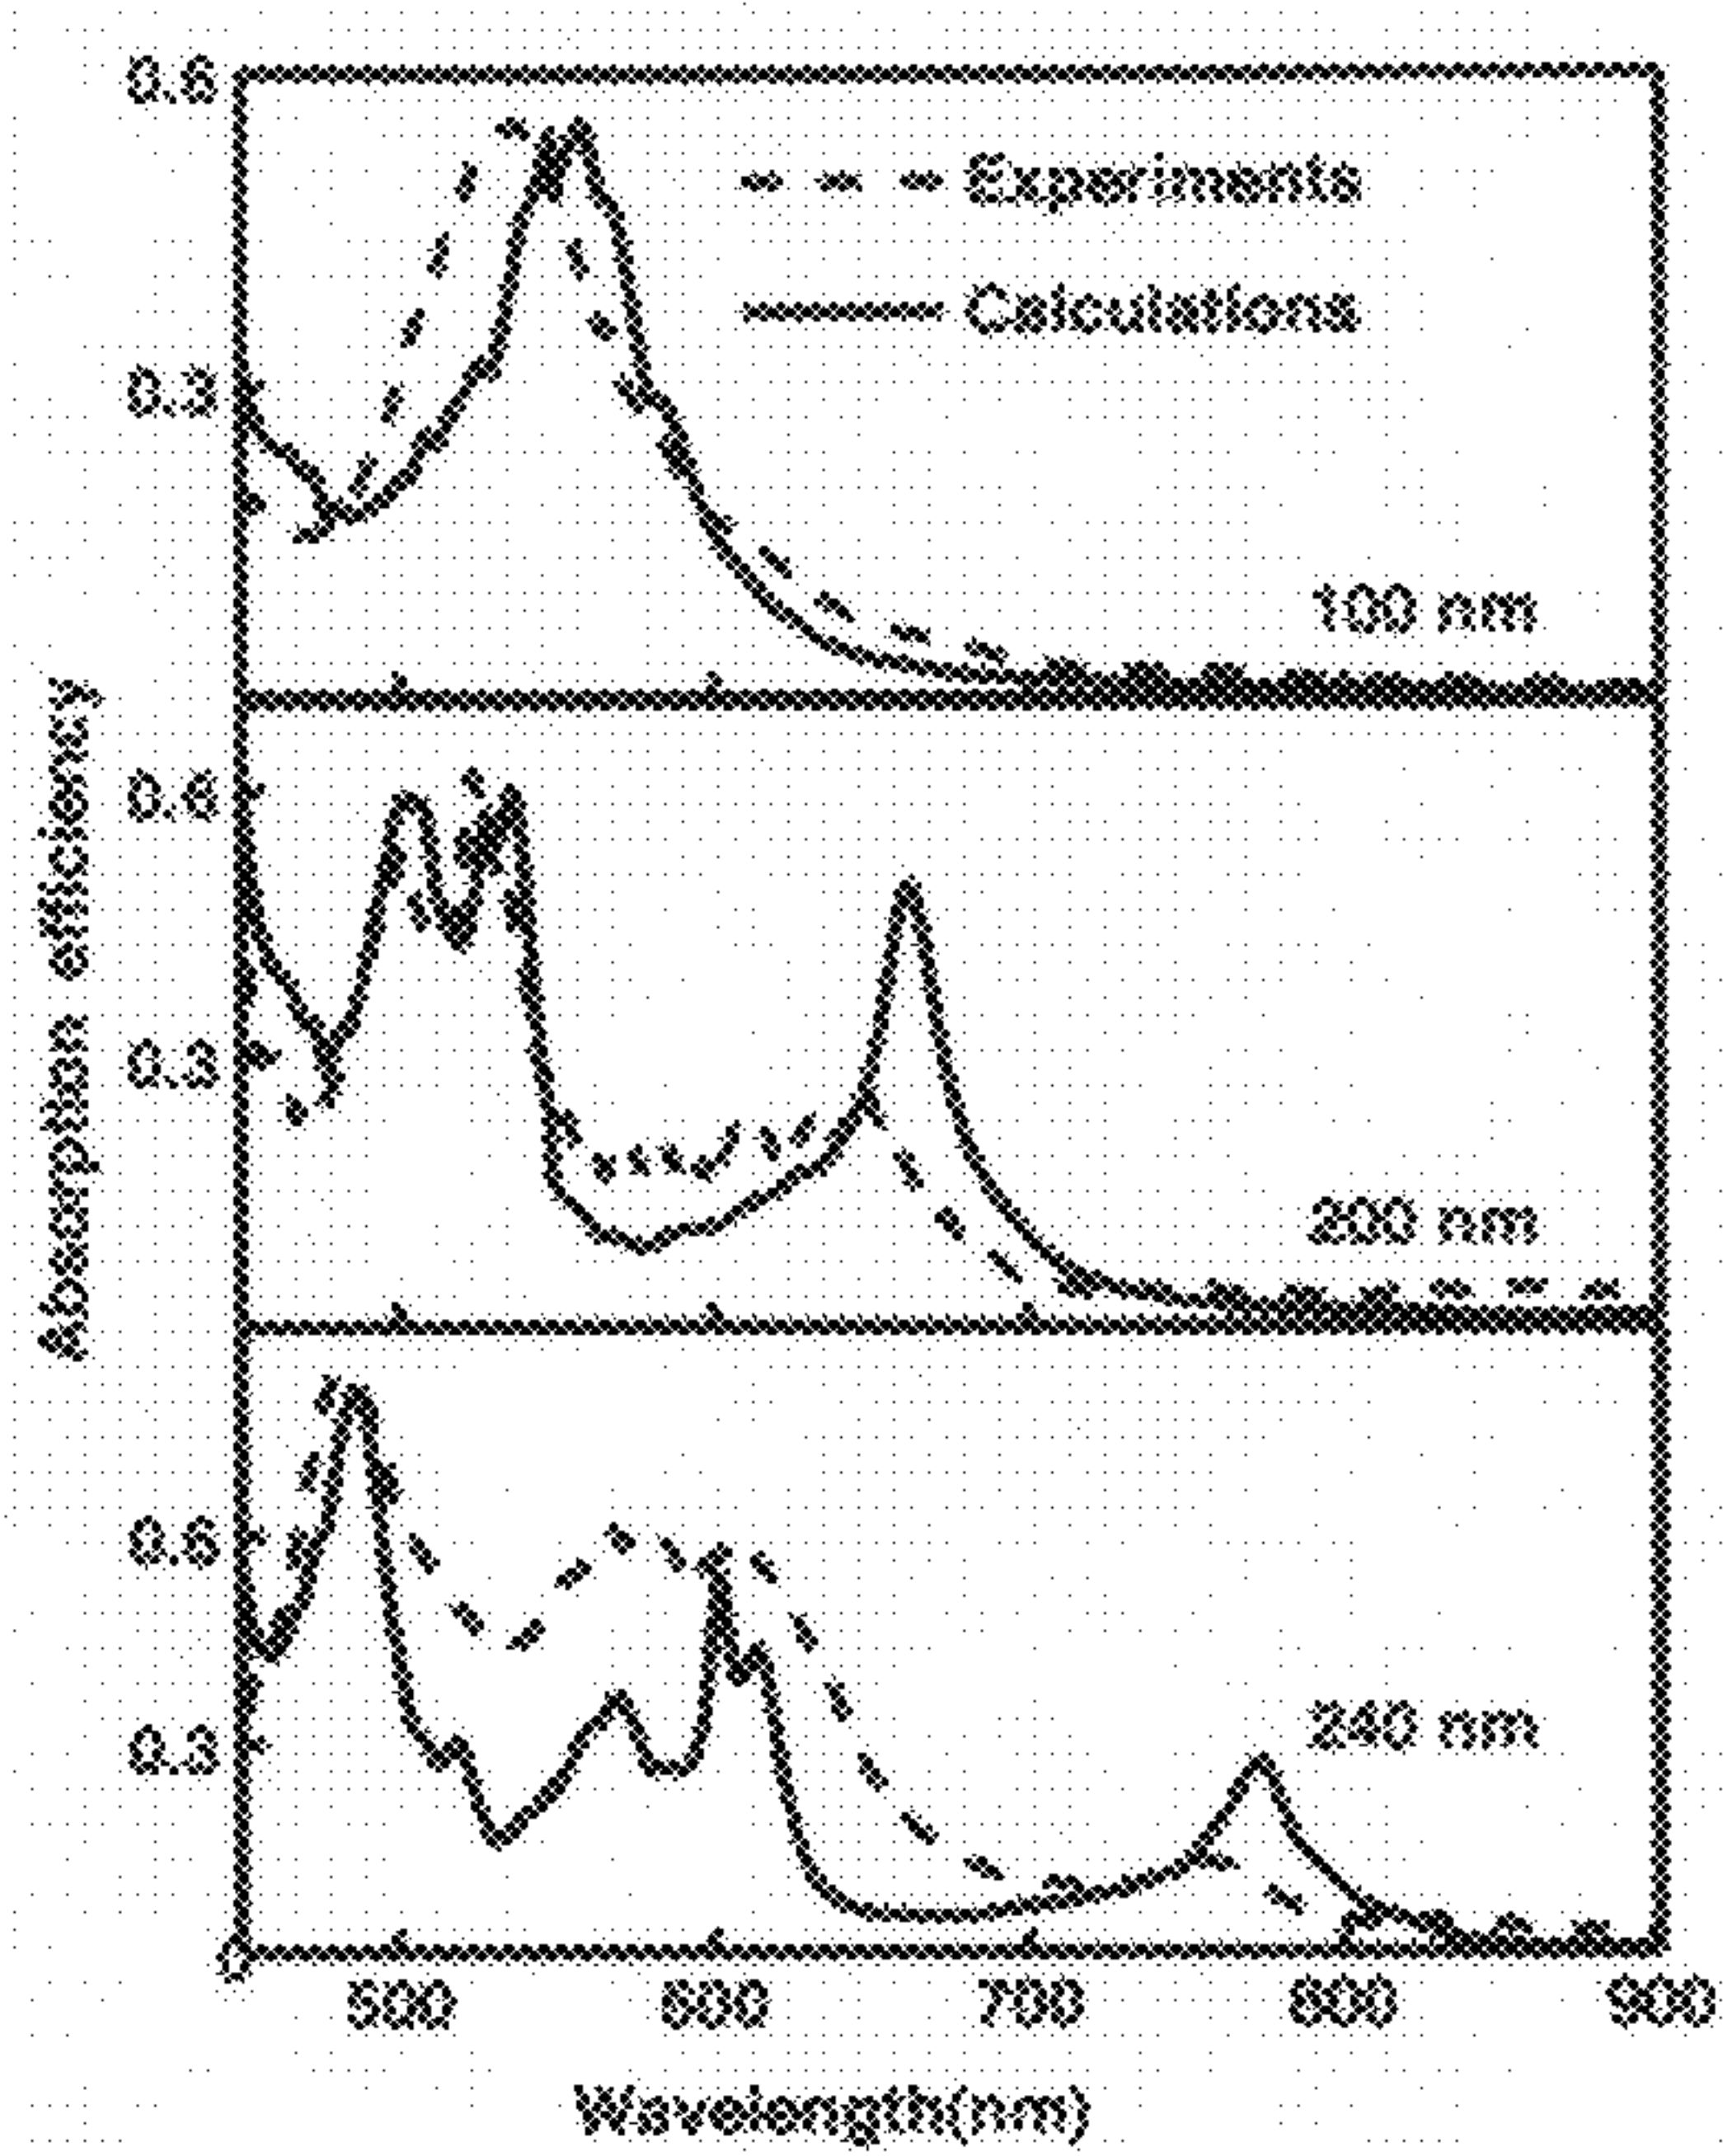 0.6
Experiments
Calculations
0.3
100 nm
Absorption efficiency
0.6
0.3
200 nm
0.6
0.3
240 nm
0
500 600 700 800 900
Wavelength(nm)